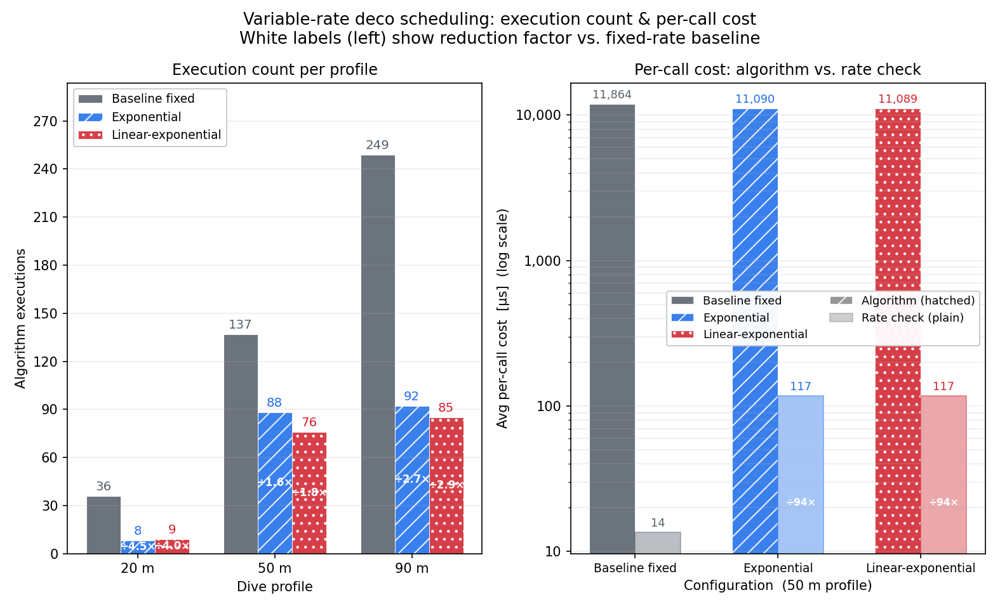 Variable-rate deco scheduling: execution count & per-call cost
White labels (left) show reduction factor vs. fixed-rate baseline
Execution count per profile
Baseline fixed
Exponential
Linear-exponential
270
240
210
180
150
120
90
60
30
0
Algorithm executions
36
8
9
÷4.5×
÷4.0×
137
88
76
÷1.6×
÷1.8×
249
92
85
÷2.7×
÷2.9×
20 m
50 m
90 m
Dive profile
Per-call cost: algorithm vs. rate check
10,000
1,000
100
10
Avg per-call cost [µs] (log scale)
11,864
11,090
11,089
Baseline fixed
Exponential
Linear-exponential
Algorithm (hatched)
Rate check (plain)
14
117
117
÷94×
÷94×
Baseline fixed
Exponential
Linear-exponential
Configuration (50 m profile)